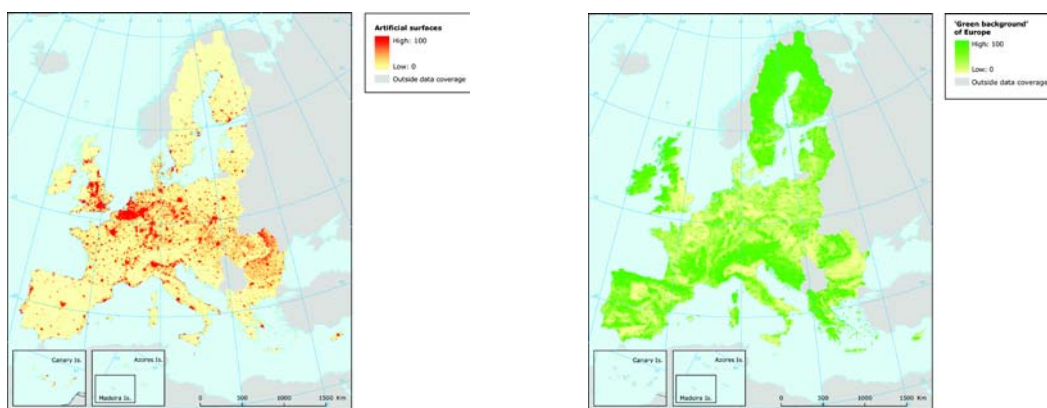 Artificial surfaces
High: 100
Low: 0
Outside data coverage
Canary Is.
Azores Is.
Madeira Is.
0 500 1000 1500 Km
'Green background'
of Europe
High: 100
Low: 0
Outside data coverage
Canary Is.
Azores Is.
Madeira Is.
0 500 1000 1500 Km